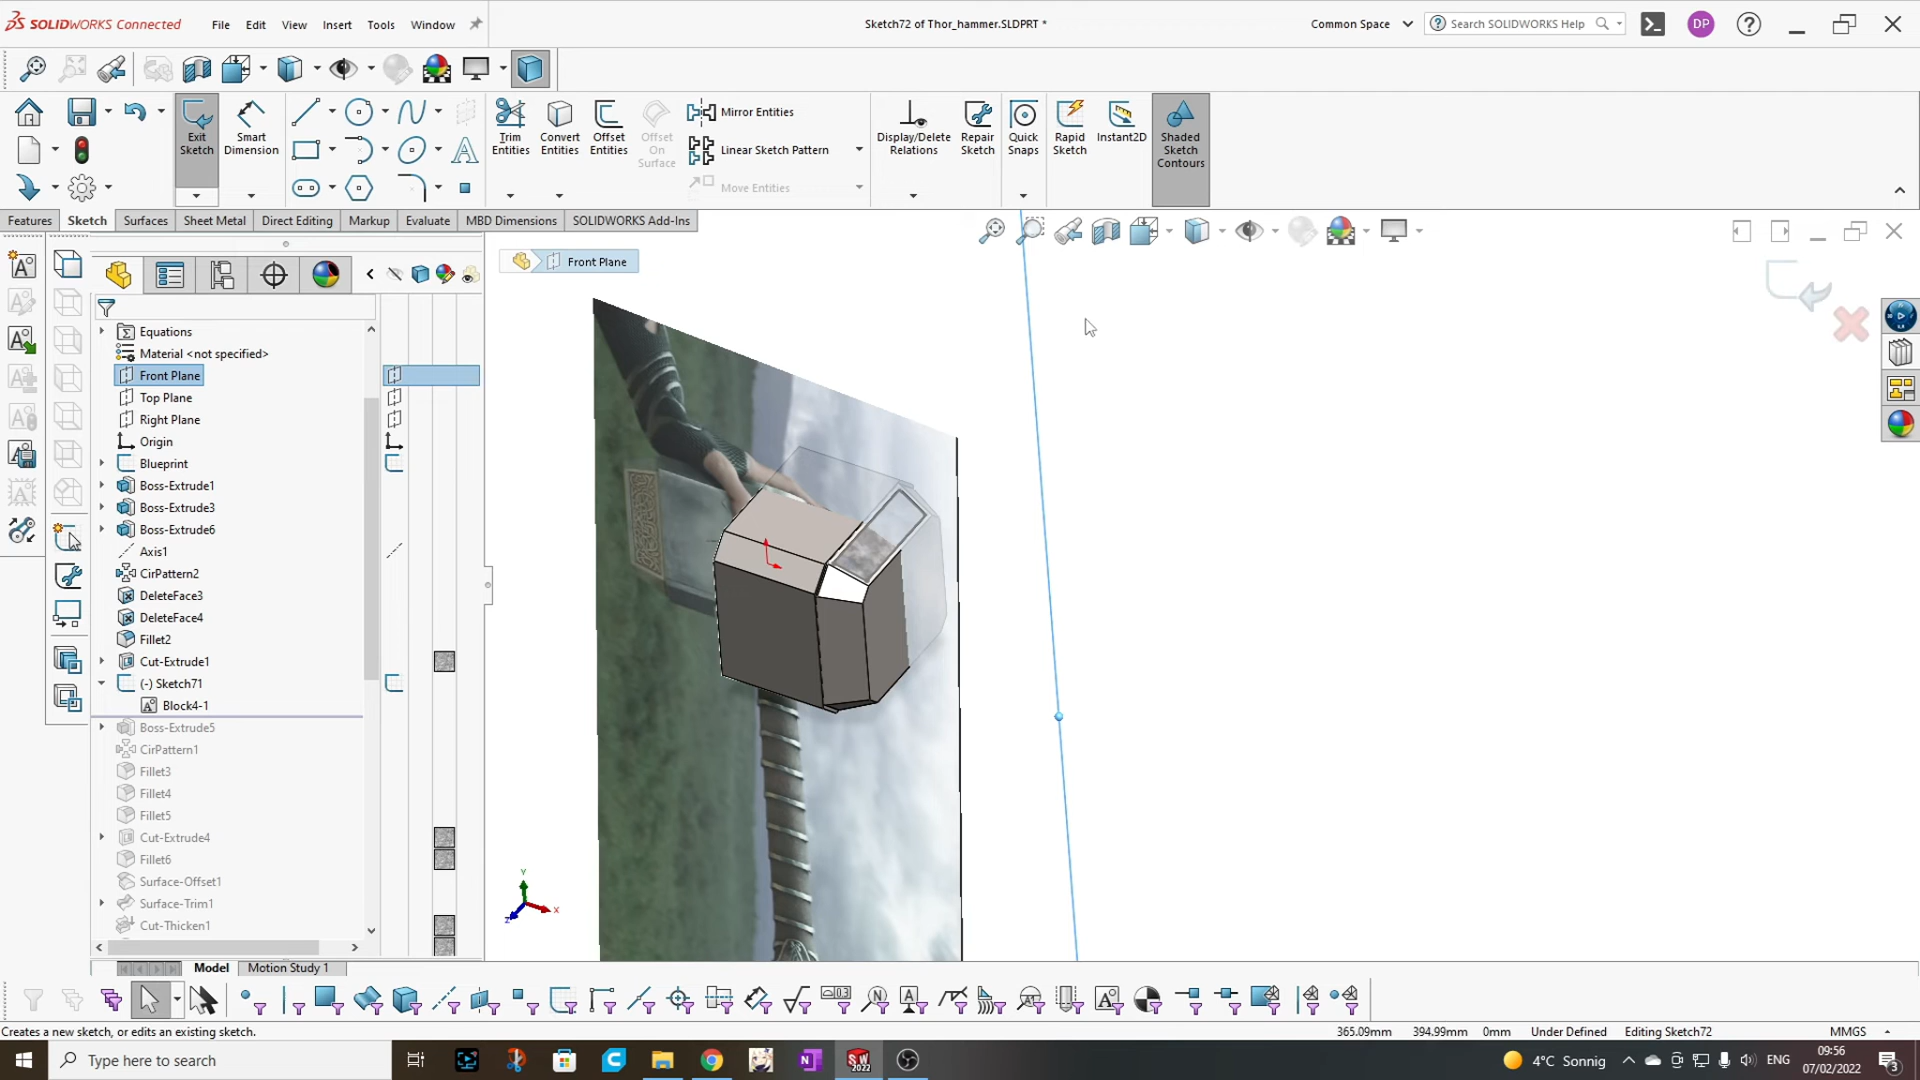 SOLIDWORKS Connected
File Edit View Insert Tools Window
Sketch72 of Thor_hammer.SLDPRT *
Common Space
Search SOLIDWORKS Help
DP
Exit Sketch
Smart Dimension
Trim Entities
Convert Entities
Offset Entities
Offset On Surface
Mirror Entities
Linear Sketch Pattern
Move Entities
Display/Delete Relations
Repair Sketch
Quick Snaps
Rapid Sketch
Instant2D
Shaded Sketch Contours
Features Sketch Surfaces Sheet Metal Direct Editing Markup Evaluate MBD Dimensions SOLIDWORKS Add-Ins
Front Plane
Equations
Material <not specified>
Front Plane
Top Plane
Right Plane
Origin
Blueprint
Boss-Extrude1
Boss-Extrude3
Boss-Extrude6
Axis1
CirPattern2
DeleteFace3
DeleteFace4
Fillet2
Cut-Extrude1
(-) Sketch71
Block4-1
Boss-Extrude5
CirPattern1
Fillet3
Fillet4
Fillet5
Cut-Extrude4
Fillet6
Surface-Offset1
Surface-Trim1
Cut-Thicken1
Y
X
Z
Model Motion Study 1
Creates a new sketch, or edits an existing sketch.
365.09mm 394.99mm 0mm Under Defined Editing Sketch72 MMGS
Type here to search
SW
2022
4°C Sonnig
ENG
09:56
07/02/2022
3